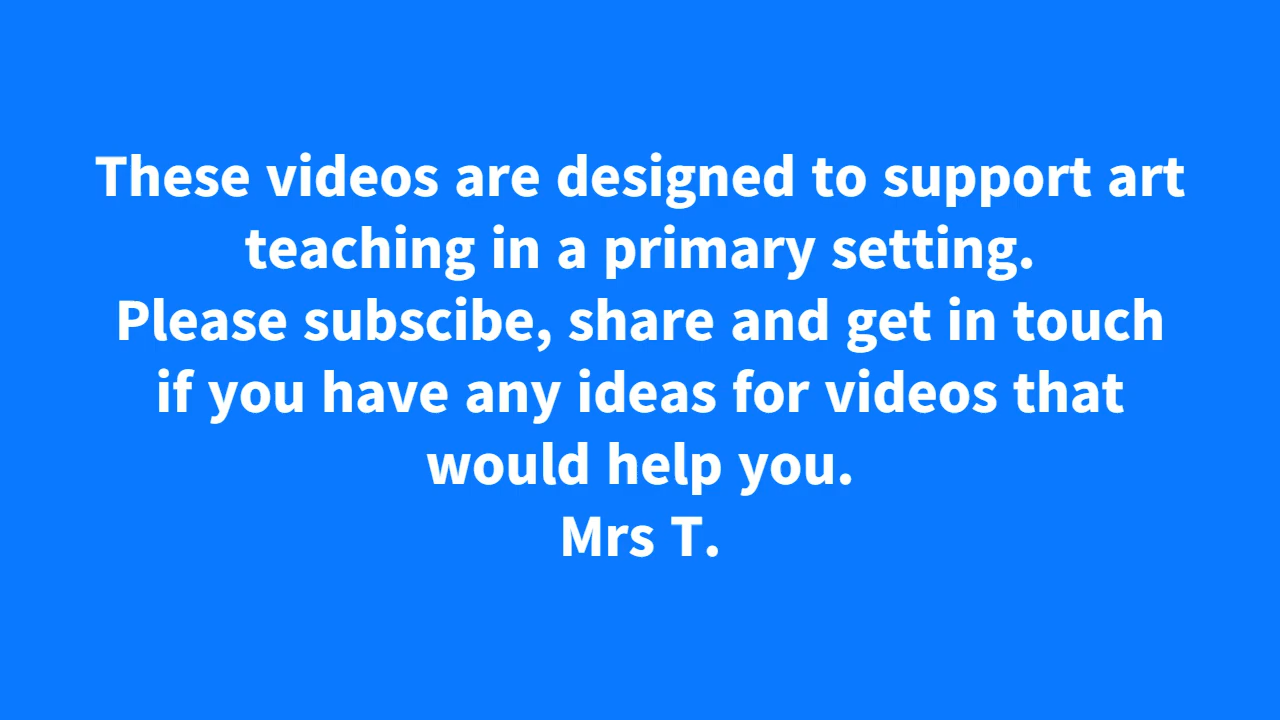 These videos are designed to support art
teaching in a primary setting.
Please subscibe, share and get in touch
if you have any ideas for videos that
would help you.
Mrs T.